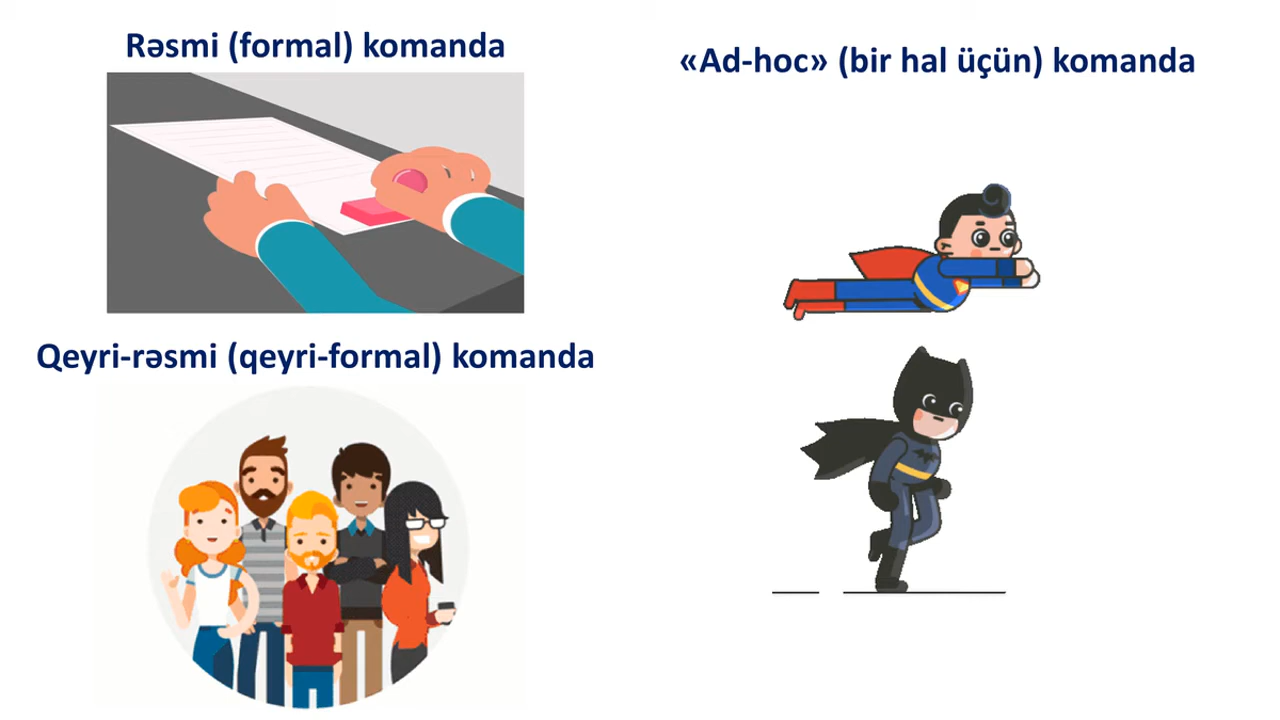 Rəsmi (formal) komanda
«Ad-hoc» (bir hal üçün) komanda
Qeyri-rəsmi (qeyri-formal) komanda